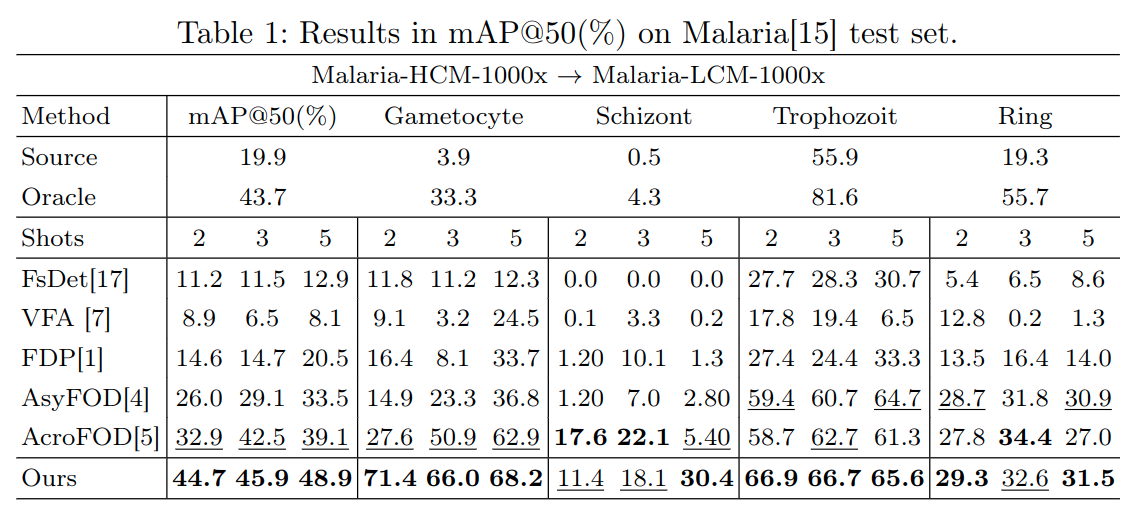 Table 1: Results in mAP@50(%) on Malaria[15] test set.
Malaria-HCM-1000x → Malaria-LCM-1000x
Method mAP@50(%) Gametocyte Schizont Trophozoit Ring
Source 19.9 3.9 0.5 55.9 19.3
Oracle 43.7 33.3 4.3 81.6 55.7
Shots 2 3 5 2 3 5 2 3 5 2 3 5 2 3 5
FsDet[17] 11.2 11.5 12.9 11.8 11.2 12.3 0.0 0.0 0.0 27.7 28.3 30.7 5.4 6.5 8.6
VFA [7] 8.9 6.5 8.1 9.1 3.2 24.5 0.1 3.3 0.2 17.8 19.4 6.5 12.8 0.2 1.3
FDP[1] 14.6 14.7 20.5 16.4 8.1 33.7 1.20 10.1 1.3 27.4 24.4 33.3 13.5 16.4 14.0
AsyFOD[4] 26.0 29.1 33.5 14.9 23.3 36.8 1.20 7.0 2.80 59.4 60.7 64.7 28.7 31.8 30.9
AcroFOD[5] 32.9 42.5 39.1 27.6 50.9 62.9 17.6 22.1 5.40 58.7 62.7 61.3 27.8 34.4 27.0
Ours 44.7 45.9 48.9 71.4 66.0 68.2 11.4 18.1 30.4 66.9 66.7 65.6 29.3 32.6 31.5